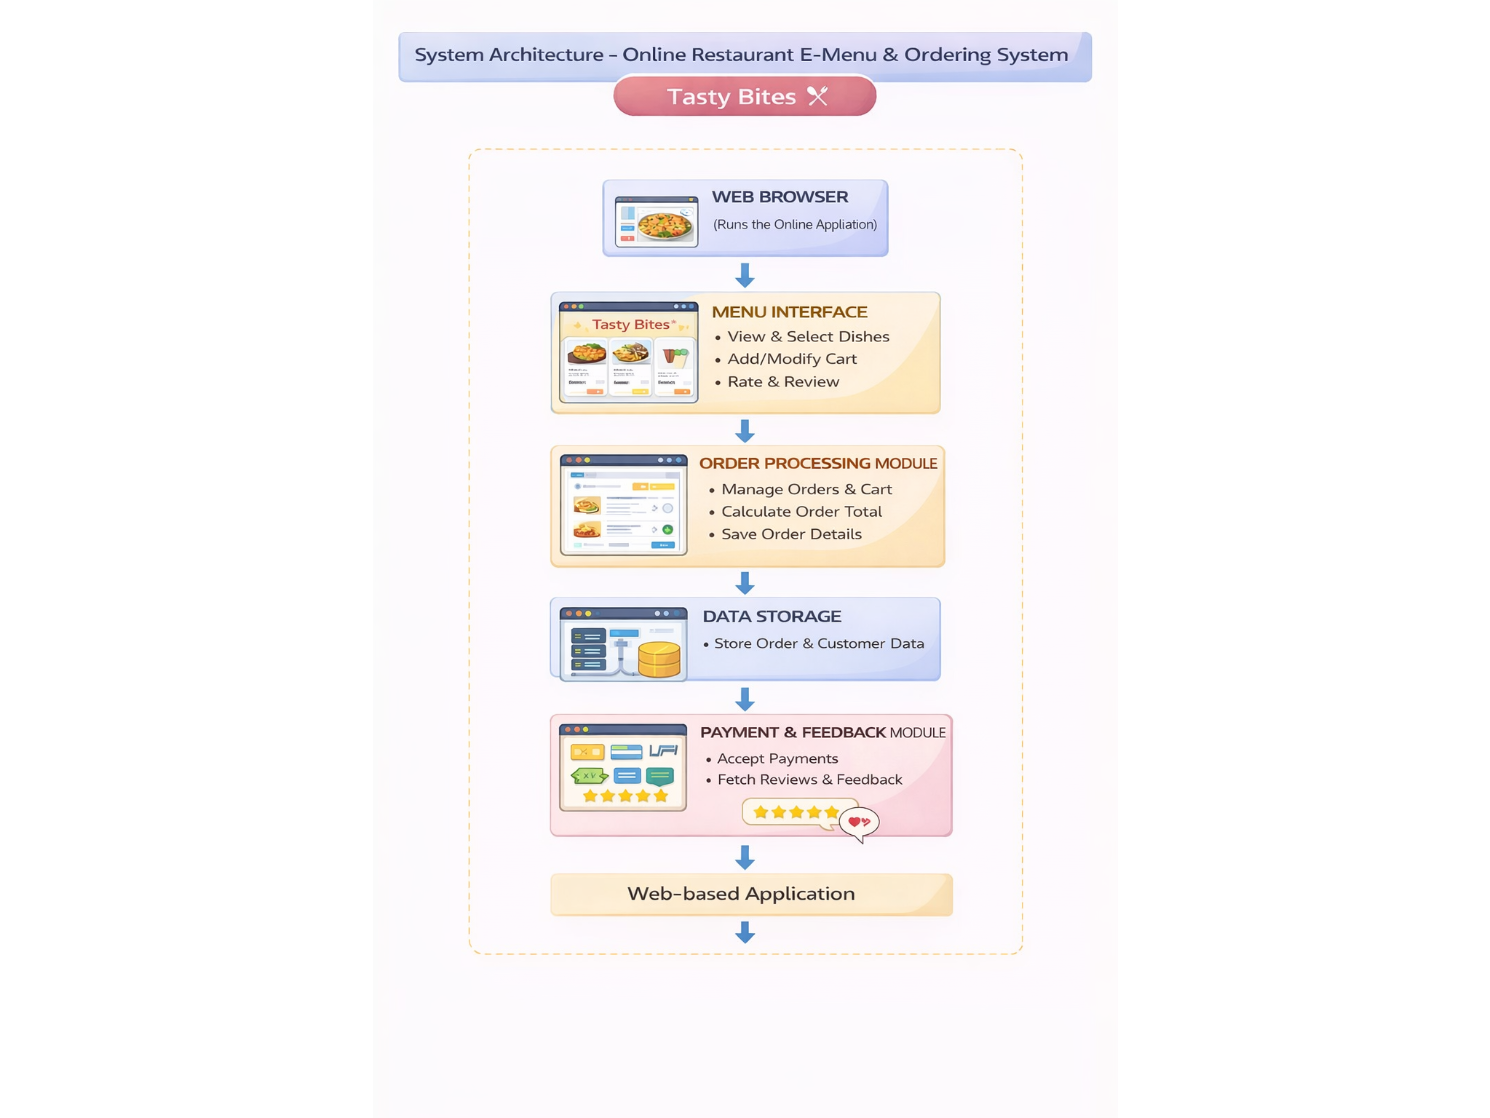 System Architecture – Online Restaurant E-Menu & Ordering System
Tasty Bites
WEB BROWSER
(Runs the Online Appliation)
Tasty Bites
MENU INTERFACE
• View & Select Dishes
• Add/Modify Cart
• Rate & Review
ORDER PROCESSING MODULE
• Manage Orders & Cart
• Calculate Order Total
• Save Order Details
DATA STORAGE
• Store Order & Customer Data
PAYMENT & FEEDBACK MODULE
• Accept Payments
• Fetch Reviews & Feedback
Web-based Application